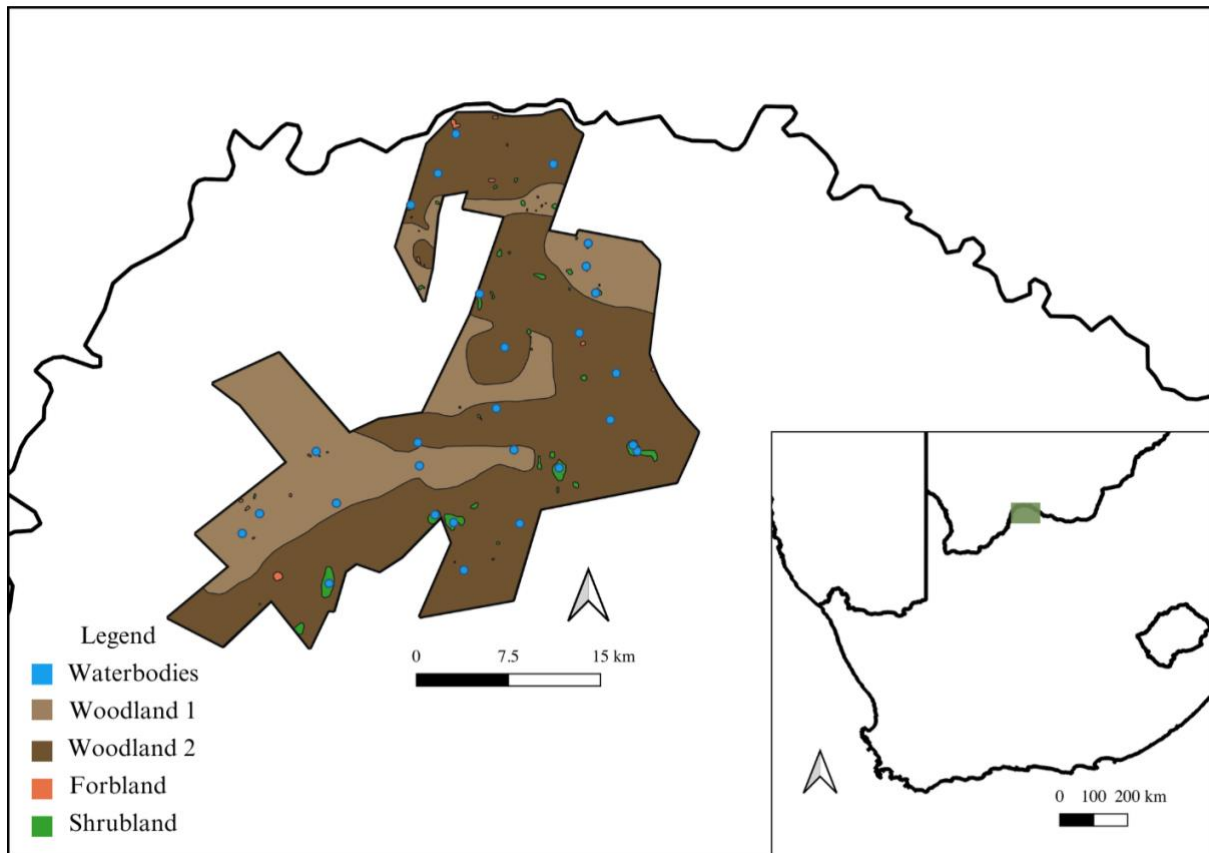 Legend
Waterbodies
Woodland 1
Woodland 2
Forbland
Shrubland
0 7.5 15 km
0 100 200 km